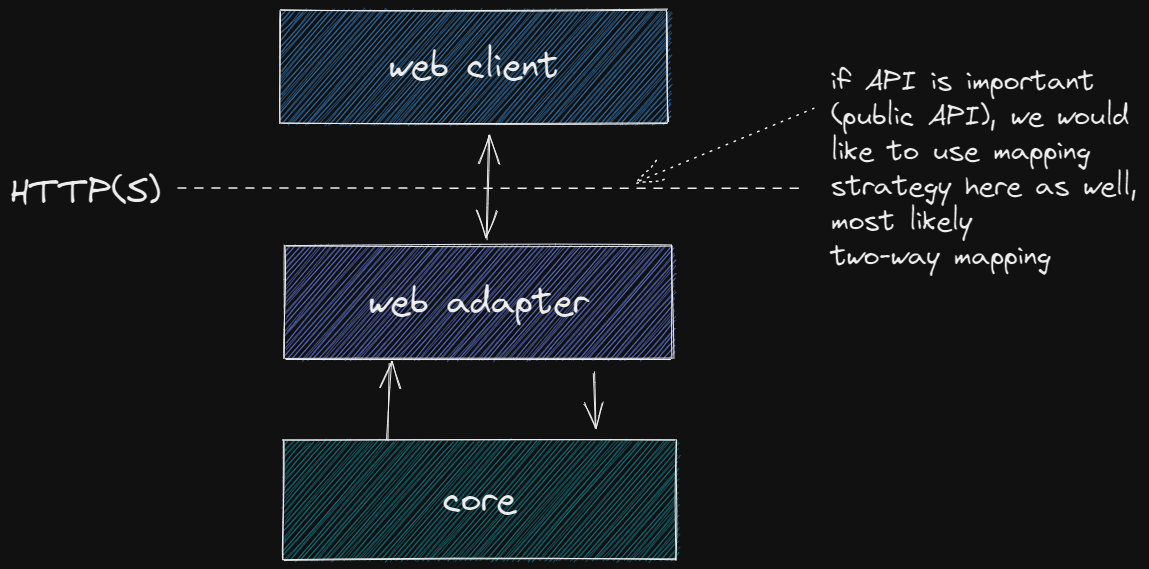 web client
if API is important
(public API), we would
like to use mapping
strategy here as well,
most likely
two-way mapping
HTTP(S)
web adapter
core